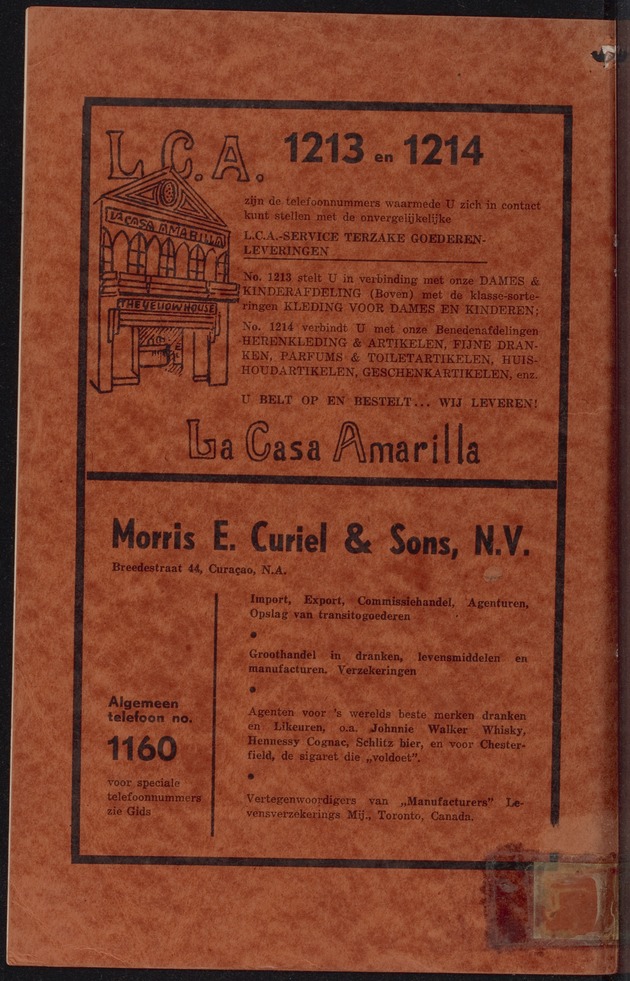 L.C.A. 1213 en 1214
zijn de telefoonnummers waarmede U zich in contact
kunt stellen met de onvergelijkelijke
L.C.A.-SERVICE TERZAKE GOEDEREN-
LEVERINGEN
LA CASA AMARILLA
THE YELLOW HOUSE
No. 1213 stelt U in verbinding met onze DAMES &
KINDERAFDELING (Boven) met de klasse-sorte-
ringen KLEDING VOOR DAMES EN KINDEREN;
No. 1214 verbindt U met onze Benedenafdelingen
HERENKLEDING & ARTIKELEN, FIJNE DRAN-
KEN, PARFUMS & TOILETARTIKELEN, HUIS-
HOUDARTIKELEN, GESCHENKARTIKELEN, enz.
U BELT OP EN BESTELT... WIJ LEVEREN!
La Casa Amarilla
Morris E. Curiel & Sons, N.V.
Breedestraat 44, Curaçao, N.A.
Import, Export, Commissiehandel, Agenturen,
Opslag van transitogoederen
•
Groothandel in dranken, levensmiddelen en
manufacturen. Verzekeringen
•
Agenten voor 's werelds beste merken dranken
en Likeuren, o.a. Johnnie Walker Whisky,
Hennessy Cognac, Schlitz bier, en voor Chester-
field, de sigaret die „voldoet".
•
Vertegenwoordigers van „Manufacturers" Le-
vensverzekerings Mij., Toronto, Canada.
Algemeen
telefoon no.
1160
voor speciale
telefoonnummers
zie Gids